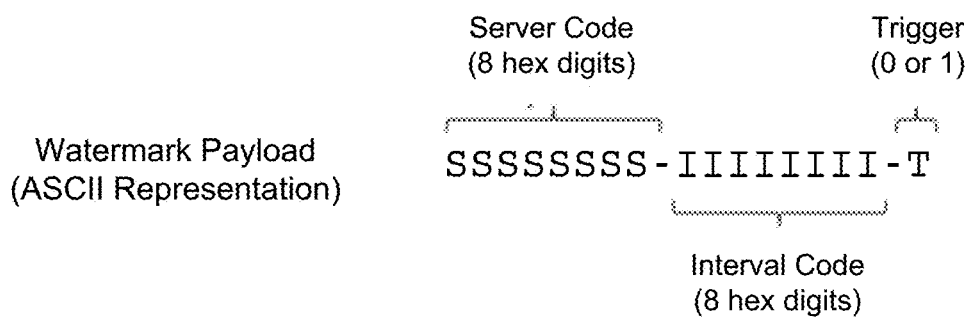 Server Code
(8 hex digits)
Trigger
(0 or 1)
Watermark Payload
(ASCII Representation)
SSSSSSSS-IIIIIIII-T
Interval Code
(8 hex digits)